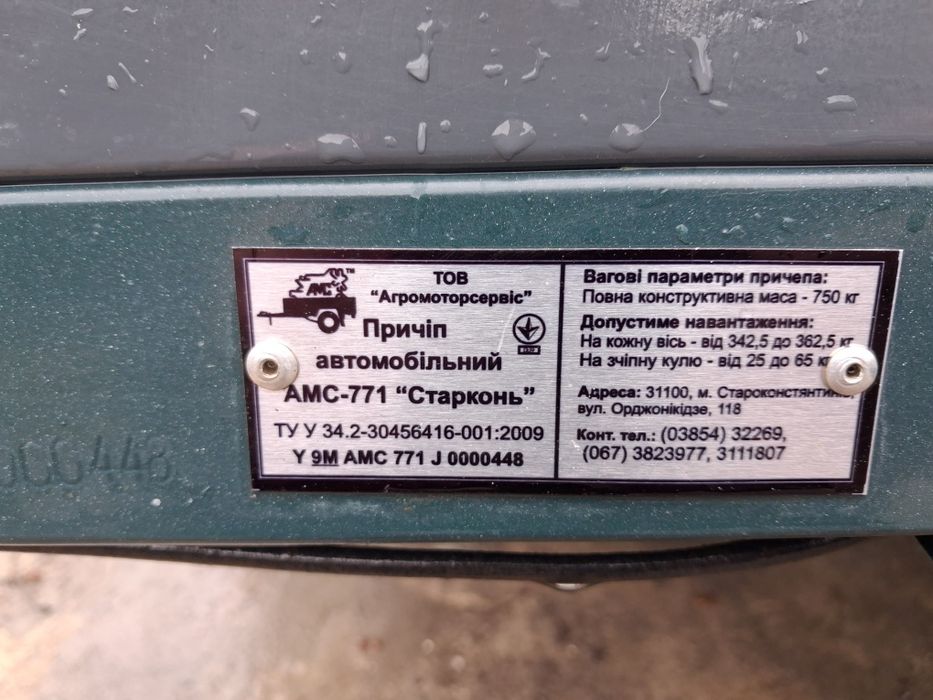 АМС™
ТОВ
“Агромоторсервіс”
Причіп
автомобільний
АМС-771 “Старконь”
ТУ У 34.2-30456416-001:2009
Y 9M AMC 771 J 0000448
Вагові параметри причепа:
Повна конструктивна маса - 750 кг
Допустиме навантаження:
На кожну вісь - від 342,5 до 362,5 кг
На зчіпну кулю - від 25 до 65 кг
Адреса: 31100, м.
вул. Орджонікідзе, 118
Конт. тел.: (03854) 32269,
(067) 3823977, 3111807
000448